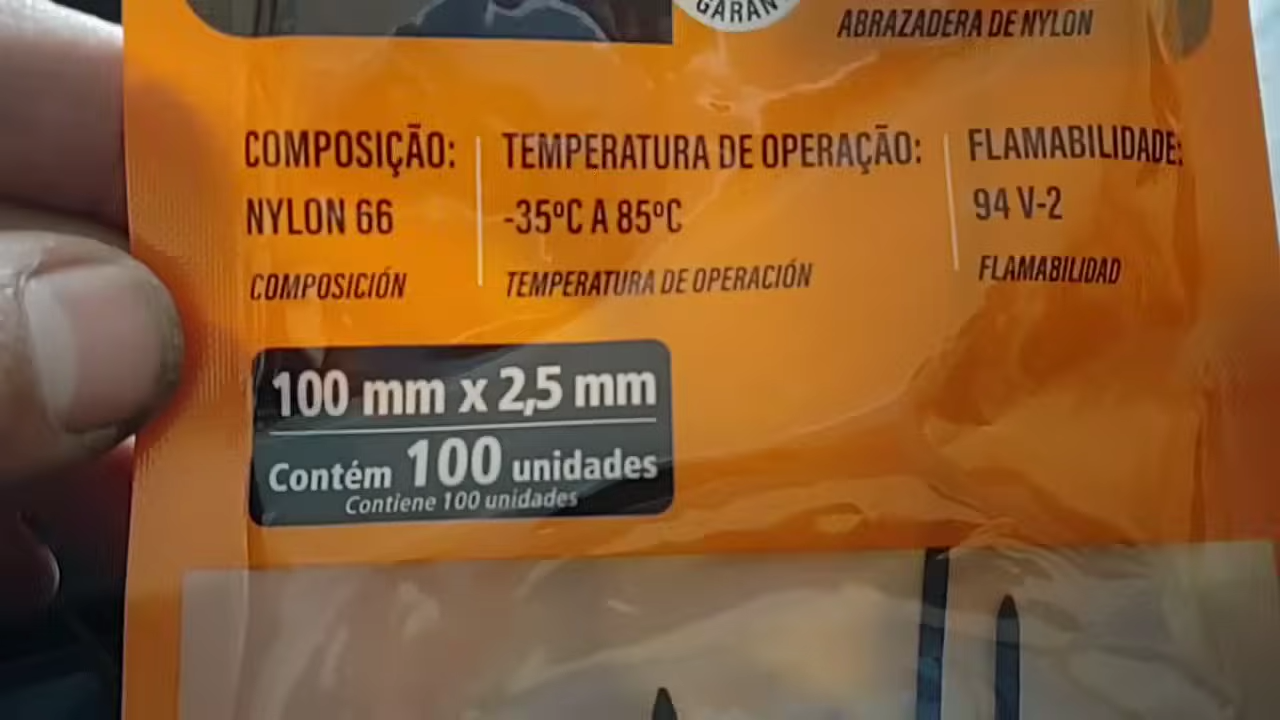 GARAN
ABRAZADERA DE NYLON
COMPOSIÇÃO:
NYLON 66
COMPOSICIÓN
TEMPERATURA DE OPERAÇÃO:
-35ºC A 85ºC
TEMPERATURA DE OPERACIÓN
FLAMABILIDADE:
94 V-2
FLAMABILIDAD
100 mm x 2,5 mm
Contém 100 unidades
Contiene 100 unidades